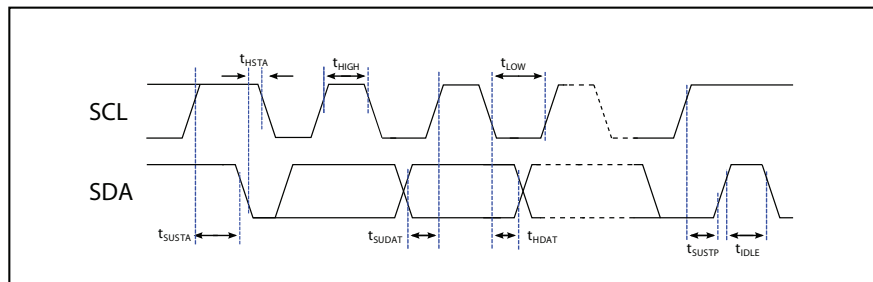 tHSTA
tHIGH
tLOW
SCL
SDA
tSUSTA
tSUDAT
tHDAT
tSUSTP
tIDLE